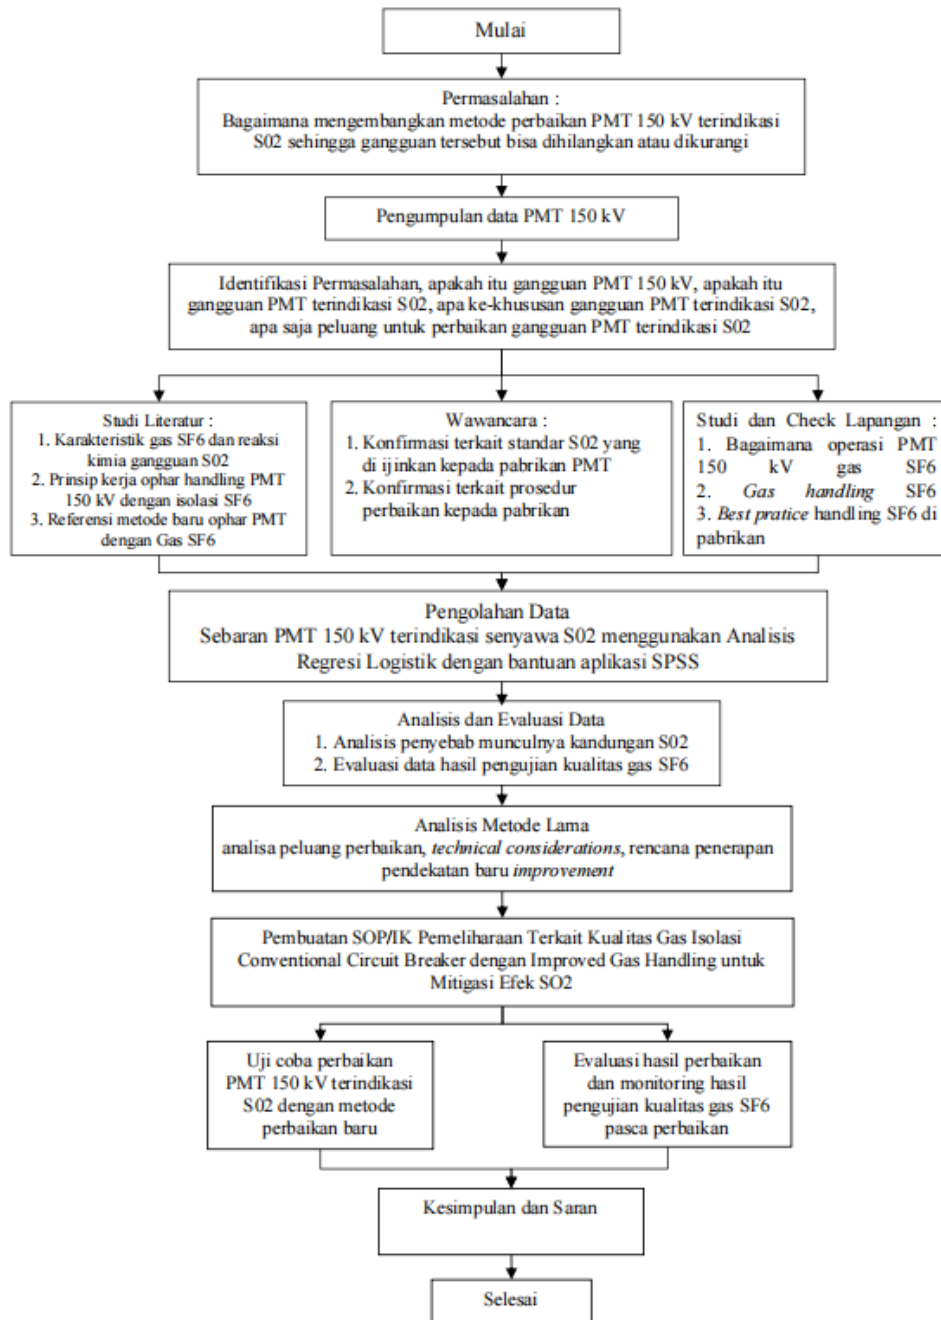 Mulai
Permasalahan :
Bagaimana mengembangkan metode perbaikan PMT 150 kV terindikasi
S02 sehingga gangguan tersebut bisa dihilangkan atau dikurangi
Pengumpulan data PMT 150 kV
Identifikasi Permasalahan, apakah itu gangguan PMT 150 kV, apakah itu
gangguan PMT terindikasi S02, apa ke-khususan gangguan PMT terindikasi S02,
apa saja peluang untuk perbaikan gangguan PMT terindikasi S02
Studi Literatur :
1. Karakteristik gas SF6 dan reaksi
kimia gangguan S02
2. Prinsip kerja ophar handling PMT
150 kV dengan isolasi SF6
3. Referensi metode baru ophar PMT
dengan Gas SF6
Wawancara :
1. Konfirmasi terkait standar S02 yang
di ijinkan kepada pabrikan PMT
2. Konfirmasi terkait prosedur
perbaikan kepada pabrikan
Studi dan Check Lapangan :
1. Bagaimana operasi PMT
150 kV gas SF6
2. Gas handling SF6
3. Best pratice handling SF6 di
pabrikan
Pengolahan Data
Sebaran PMT 150 kV terindikasi senyawa S02 menggunakan Analisis
Regresi Logistik dengan bantuan aplikasi SPSS
Analisis dan Evaluasi Data
1. Analisis penyebab munculnya kandungan S02
2. Evaluasi data hasil pengujian kualitas gas SF6
Analisis Metode Lama
analisa peluang perbaikan, technical considerations, rencana penerapan
pendekatan baru improvement
Pembuatan SOP/IK Pemeliharaan Terkait Kualitas Gas Isolasi
Conventional Circuit Breaker dengan Improved Gas Handling untuk
Mitigasi Efek SO2
Uji coba perbaikan
PMT 150 kV terindikasi
S02 dengan metode
perbaikan baru
Evaluasi hasil perbaikan
dan monitoring hasil
pengujian kualitas gas SF6
pasca perbaikan
Kesimpulan dan Saran
Selesai